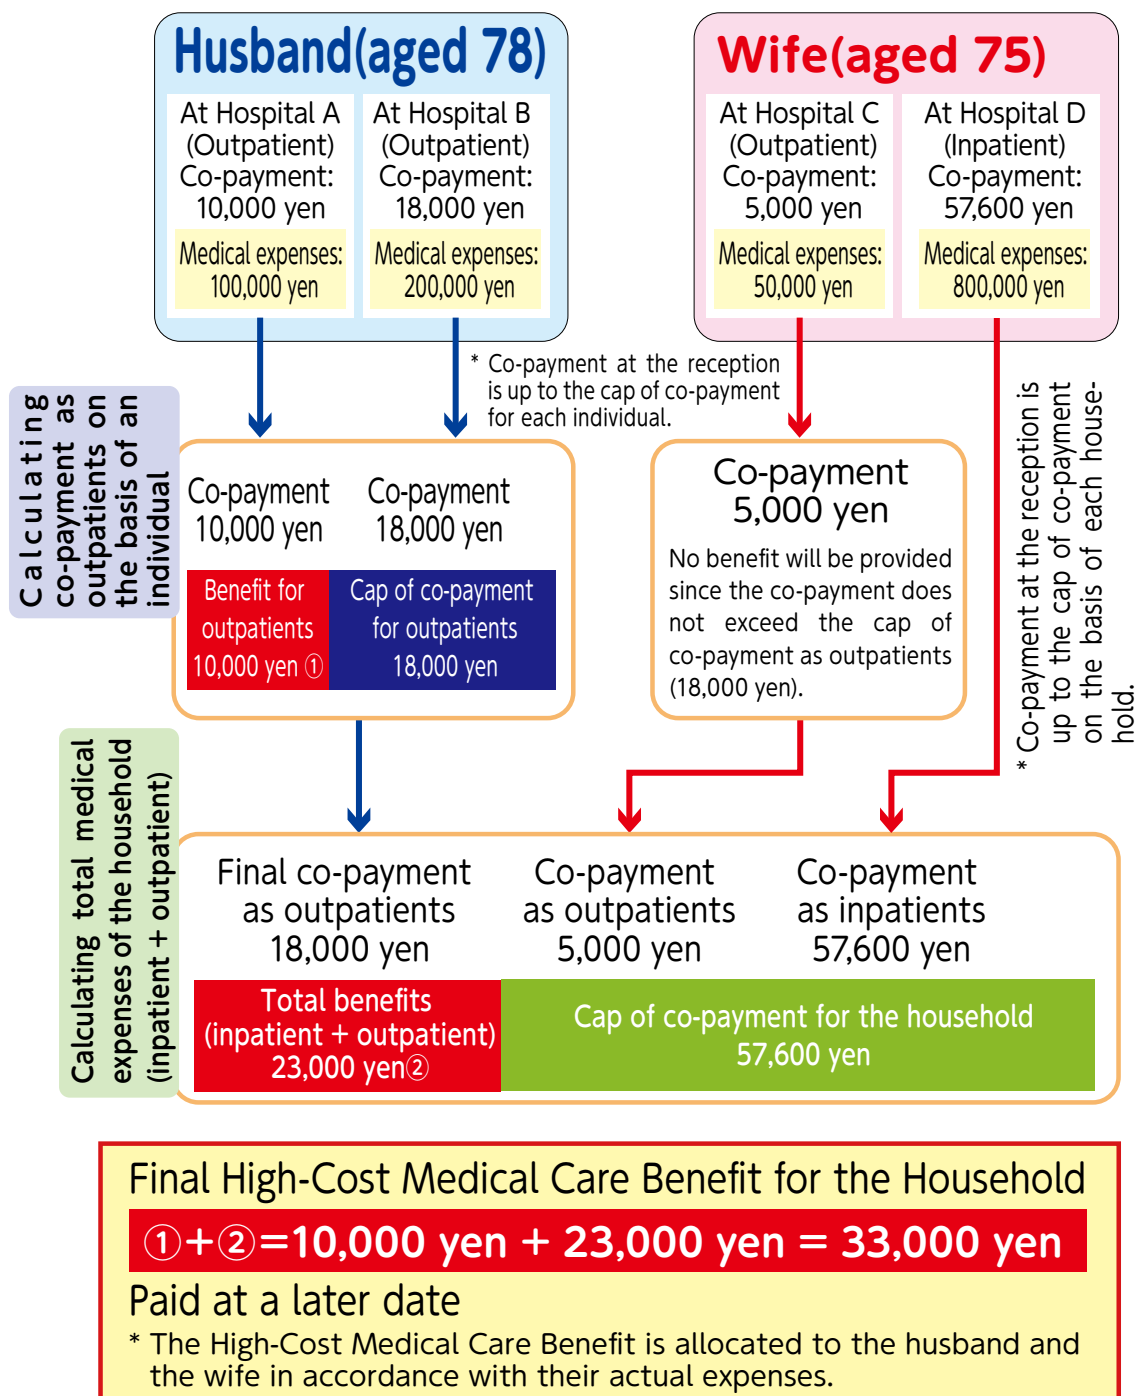 Husband(aged 78)
At Hospital A
(Outpatient)
Co-payment:
10,000 yen
Medical expenses:
100,000 yen
At Hospital B
(Outpatient)
Co-payment:
18,000 yen
Medical expenses:
200,000 yen
Wife(aged 75)
At Hospital C
(Outpatient)
Co-payment:
5,000 yen
Medical expenses:
50,000 yen
At Hospital D
(Inpatient)
Co-payment:
57,600 yen
Medical expenses:
800,000 yen
* Co-payment at the reception
is up to the cap of co-payment
for each individual.
* Co-payment at the reception is
up to the cap of co-payment
on the basis of each house-
hold.
Calculating
co-payment as
outpatients on
the basis of an
individual
Co-payment
10,000 yen
Co-payment
18,000 yen
Benefit for
outpatients
10,000 yen ①
Cap of co-payment
for outpatients
18,000 yen
Co-payment
5,000 yen
No benefit will be provided
since the co-payment does
not exceed the cap of
co-payment as outpatients
(18,000 yen).
Calculating total medical
expenses of the household
(inpatient + outpatient)
Final co-payment
as outpatients
18,000 yen
Co-payment
as outpatients
5,000 yen
Co-payment
as inpatients
57,600 yen
Total benefits
(inpatient + outpatient)
23,000 yen②
Cap of co-payment for the household
57,600 yen
Final High-Cost Medical Care Benefit for the Household
①+②=10,000 yen + 23,000 yen = 33,000 yen
Paid at a later date
* The High-Cost Medical Care Benefit is allocated to the husband and
the wife in accordance with their actual expenses.